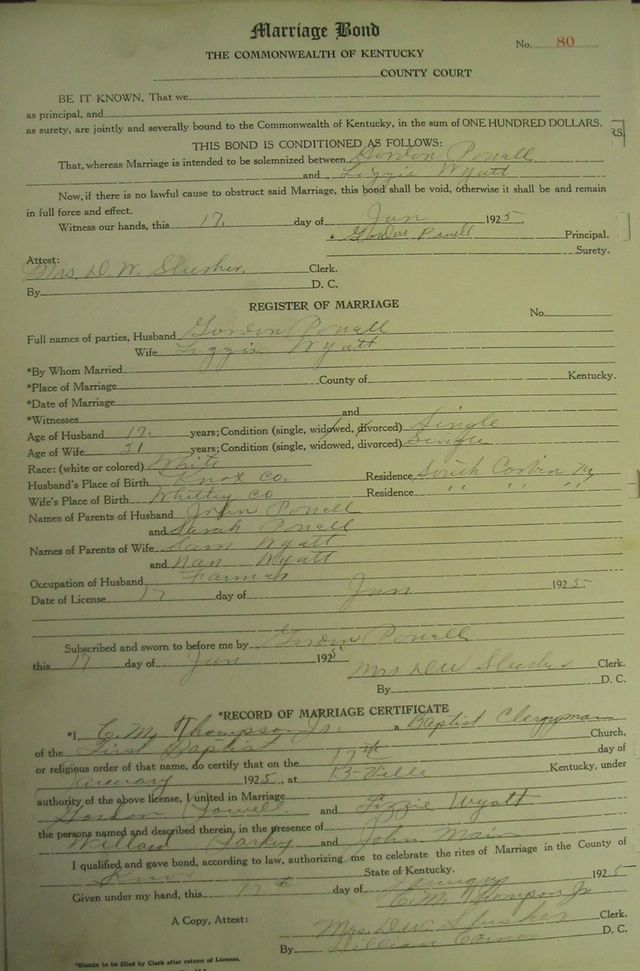 Marriage Bond
No. 80
THE COMMONWEALTH OF KENTUCKY
COUNTY COURT
BE IT KNOWN, That we
as principal, and
as surety, are jointly and severally bound to the Commonwealth of Kentucky, in the sum of ONE HUNDRED DOLLARS.
THIS BOND IS CONDITIONED AS FOLLOWS:
That, whereas Marriage is intended to be solemnized between Gordon Powell
and Lizzie Wyatt
Now, if there is no lawful cause to obstruct said Marriage, this bond shall be void, otherwise it shall be and remain
in full force and effect.
Witness our hands, this 17. day of Jan 1925
Gordon Powell Principal.
Surety.
Attest:
Mrs. D. W. Slusher. Clerk.
By D. C.
REGISTER OF MARRIAGE
No.
Full names of parties, Husband Gordon Powell
Wife Lizzie Wyatt
*By Whom Married
*Place of Marriage County of Kentucky.
*Date of Marriage
*Witnesses and
Age of Husband years; Condition (single, widowed, divorced) Single
Age of Wife 21 years; Condition (single, widowed, divorced) Single
Race: (white or colored) White
Husband's Place of Birth Knox Co. Residence South Corbin Ky
Wife's Place of Birth Whitley Co Residence " " "
Names of Parents of Husband John Powell
and Sarah Powell
Names of Parents of Wife Sam Wyatt
and Nan Wyatt
Occupation of Husband Farmer
Date of License 17 day of Jan 1925
Subscribed and sworn to before me by Gordon Powell
this 17 day of Jan 1925
Mrs D W Slusher Clerk.
By D. C.
*RECORD OF MARRIAGE CERTIFICATE
*I, C. M. Thompson Jr. a Baptist Clergyman
of the First Baptist Church,
or religious order of that name, do certify that on the 17th day of
January 1925, at B-Ville Kentucky, under
authority of the above license, I united in Marriage
Gordon Powell and Lizzie Wyatt
the persons named and described therein, in the presence of
and John Main
I qualified and gave bond, according to law, authorizing me to celebrate the rites of Marriage in the County of
Knox State of Kentucky.
Given under my hand, this 17th day of January 1925
C. M. Thompson Jr
A Copy, Attest: Mrs. D W Slusher Clerk.
By D. C.
*Blanks to be filled by Clerk after return of License.